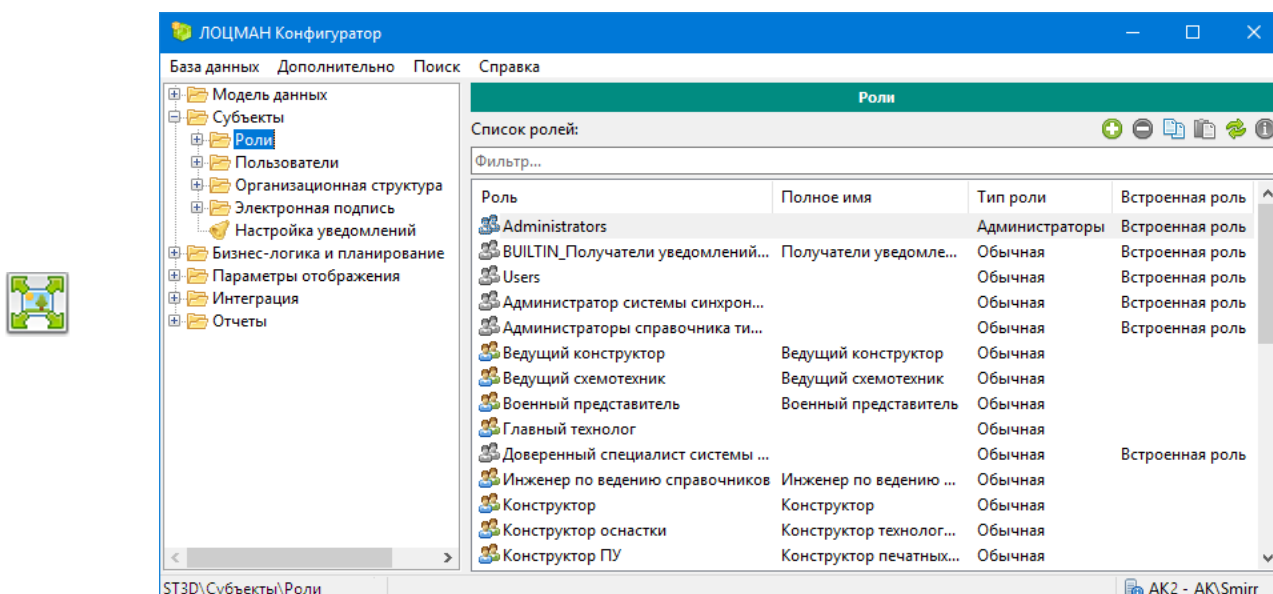 ЛОЦМАН Конфигуратор
База данных Дополнительно Поиск Справка
Модель данных
Субъекты
Роли
Пользователи
Организационная структура
Электронная подпись
Настройка уведомлений
Бизнес-логика и планирование
Параметры отображения
Интеграция
Отчеты
Роли
Список ролей:
Фильтр...
Роль Полное имя Тип роли Встроенная роль
Administrators Администраторы Встроенная роль
BUILTIN_Получатели уведомлений... Получатели уведомле... Обычная Встроенная роль
Users Обычная Встроенная роль
Администратор системы синхрон... Обычная Встроенная роль
Администраторы справочника ти... Обычная Встроенная роль
Ведущий конструктор Ведущий конструктор Обычная
Ведущий схемотехник Ведущий схемотехник Обычная
Военный представитель Военный представитель Обычная
Главный технолог Обычная
Доверенный специалист системы ... Обычная Встроенная роль
Инженер по ведению справочников Инженер по ведению ... Обычная
Конструктор Конструктор Обычная
Конструктор оснастки Конструктор технолог... Обычная
Конструктор ПУ Конструктор печатных... Обычная
ST3D\Субъекты\Роли AK2 - AK\Smirr